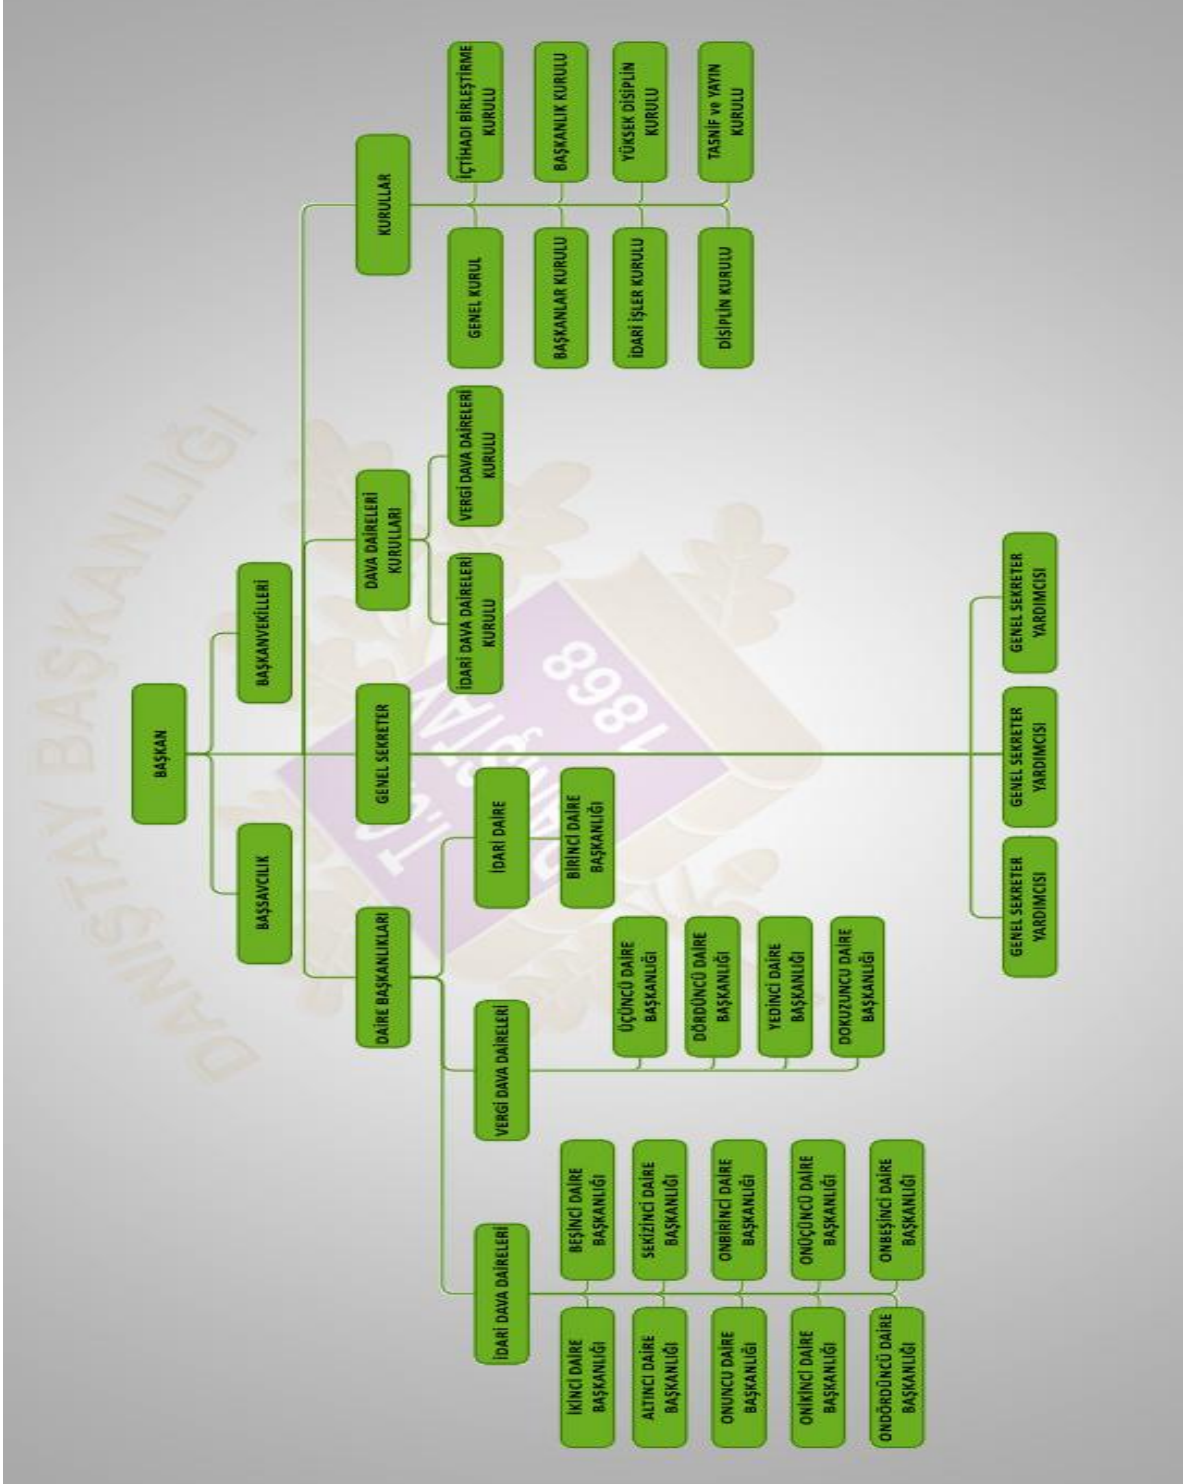 DANIŞTAY BAŞKANLIĞI
T.C.
DANIŞTAY
1868
BAŞKAN
BAŞSAVCILIK
BAŞKANVEKİLLERİ
DAİRE BAŞKANLIKLARI
GENEL SEKRETER
DAVA DAİRELERİ
KURULLARI
KURULLAR
İDARİ DAVA DAİRELERİ
VERGİ DAVA DAİRELERİ
İDARİ DAİRE
İDARİ DAVA DAİRELERİ
KURULU
VERGİ DAVA DAİRELERİ
KURULU
GENEL KURUL
İÇTİHADI BİRLEŞTİRME
KURULU
BAŞKANLAR KURULU
BAŞKANLIK KURULU
İDARİ İŞLER KURULU
YÜKSEK DİSİPLİN
KURULU
DİSİPLİN KURULU
TASNİF ve YAYIN
KURULU
İKİNCİ DAİRE
BAŞKANLIĞI
BEŞİNCİ DAİRE
BAŞKANLIĞI
ALTINCI DAİRE
BAŞKANLIĞI
SEKİZİNCİ DAİRE
BAŞKANLIĞI
ONUNCU DAİRE
BAŞKANLIĞI
ONBİRİNCİ DAİRE
BAŞKANLIĞI
ONİKİNCİ DAİRE
BAŞKANLIĞI
ONÜÇÜNCÜ DAİRE
BAŞKANLIĞI
ONDÖRDÜNCÜ DAİRE
BAŞKANLIĞI
ONBEŞİNCİ DAİRE
BAŞKANLIĞI
ÜÇÜNCÜ DAİRE
BAŞKANLIĞI
DÖRDÜNCÜ DAİRE
BAŞKANLIĞI
YEDİNCİ DAİRE
BAŞKANLIĞI
DOKUZUNCU DAİRE
BAŞKANLIĞI
BİRİNCİ DAİRE
BAŞKANLIĞI
GENEL SEKRETER
YARDIMCISI
GENEL SEKRETER
YARDIMCISI
GENEL SEKRETER
YARDIMCISI